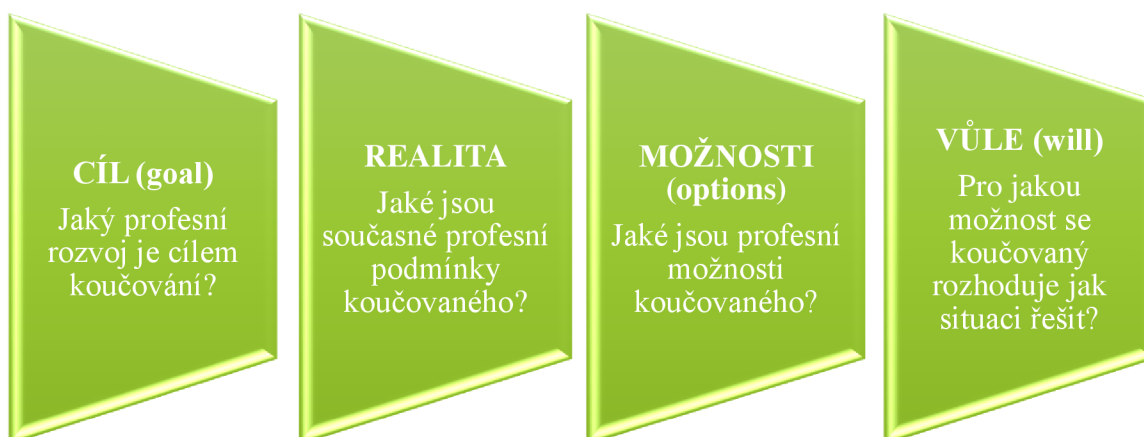 CÍL (goal)
Jaký profesní
rozvoj je cílem
koučování?
REALITA
Jaké jsou
současné profesní
podmínky
koučovaného?
MOŽNOSTI
(options)
Jaké jsou profesní
možnosti
koučovaného?
VŮLE (will)
Pro jakou
možnost se
koučovaný
rozhoduje jak
situaci řešit?